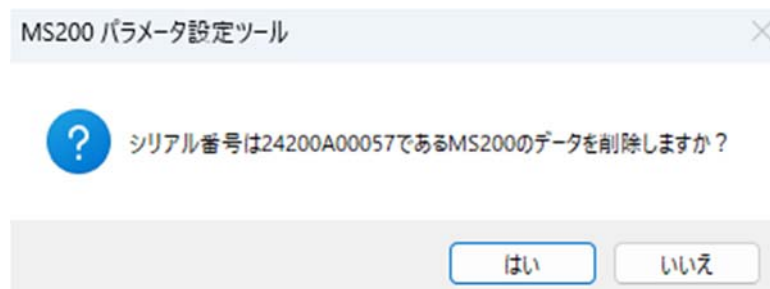 MS200 パラメータ設定ツール
シリアル番号は24200A00057であるMS200のデータを削除しますか？
はい
いいえ